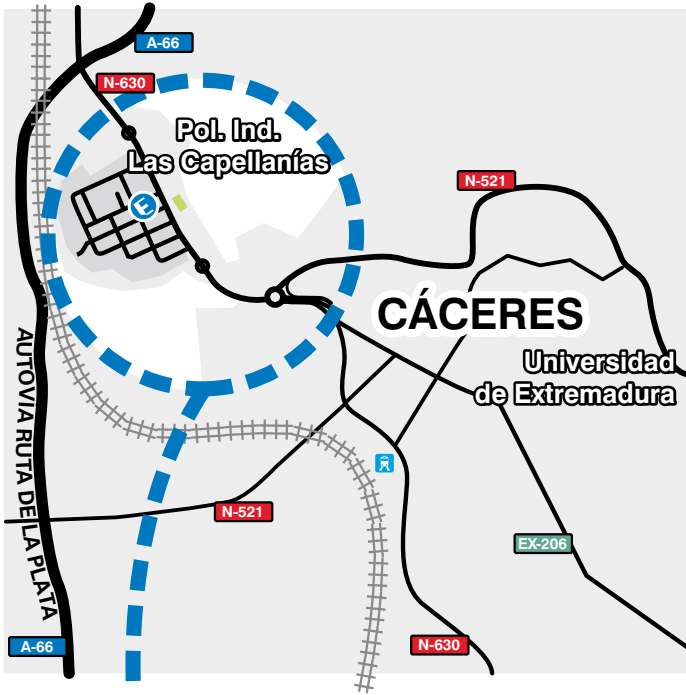 A-66
N-630
Pol. Ind.
Las Capellanías
N-521
E
CÁCERES
Universidad
de Extremadura
AUTOVIA RUTA DE LA PLATA
N-521
EX-206
A-66
N-630